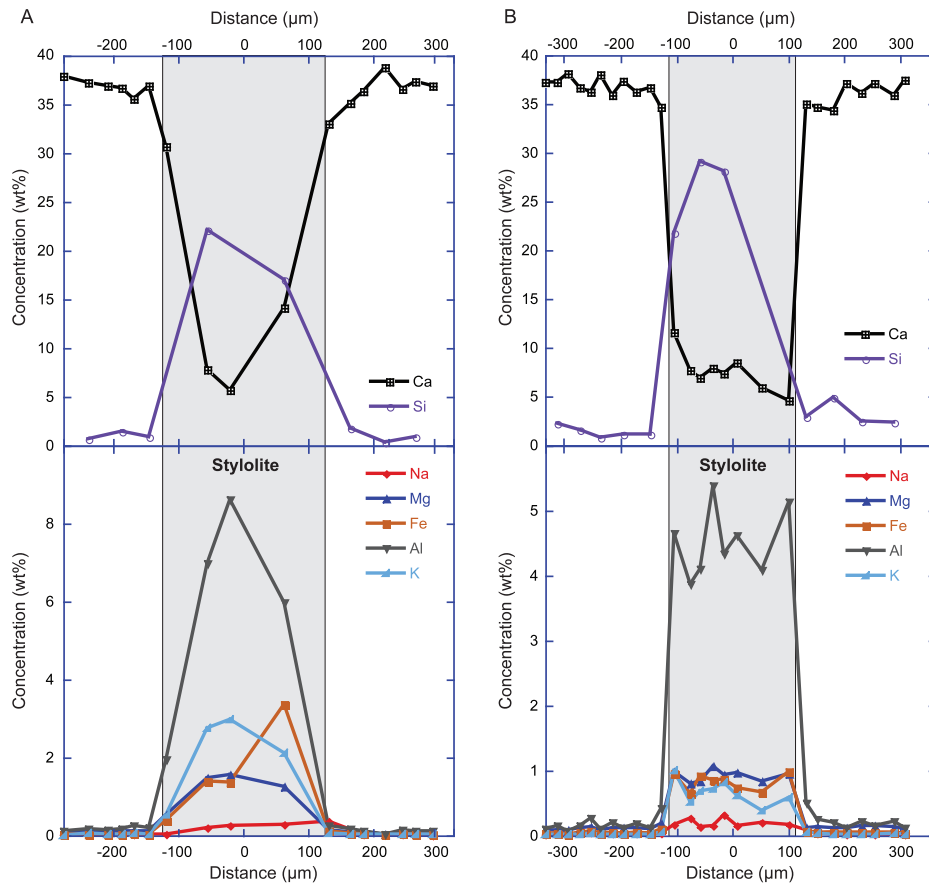 A
Distance (µm)
-200 -100 0 100 200 300
40
35
30
25
20
15
10
5
0
Concentration (wt%)
Ca
Si
Stylolite
8
6
4
2
0
Concentration (wt%)
Na
Mg
Fe
Al
K
-200 -100 0 100 200 300
Distance (µm)
B
Distance (µm)
-300 -200 -100 0 100 200 300
40
35
30
25
20
15
10
5
0
Concentration (wt%)
Ca
Si
Stylolite
5
4
3
2
1
0
Concentration (wt%)
Na
Mg
Fe
Al
K
-300 -200 -100 0 100 200 300
Distance (µm)